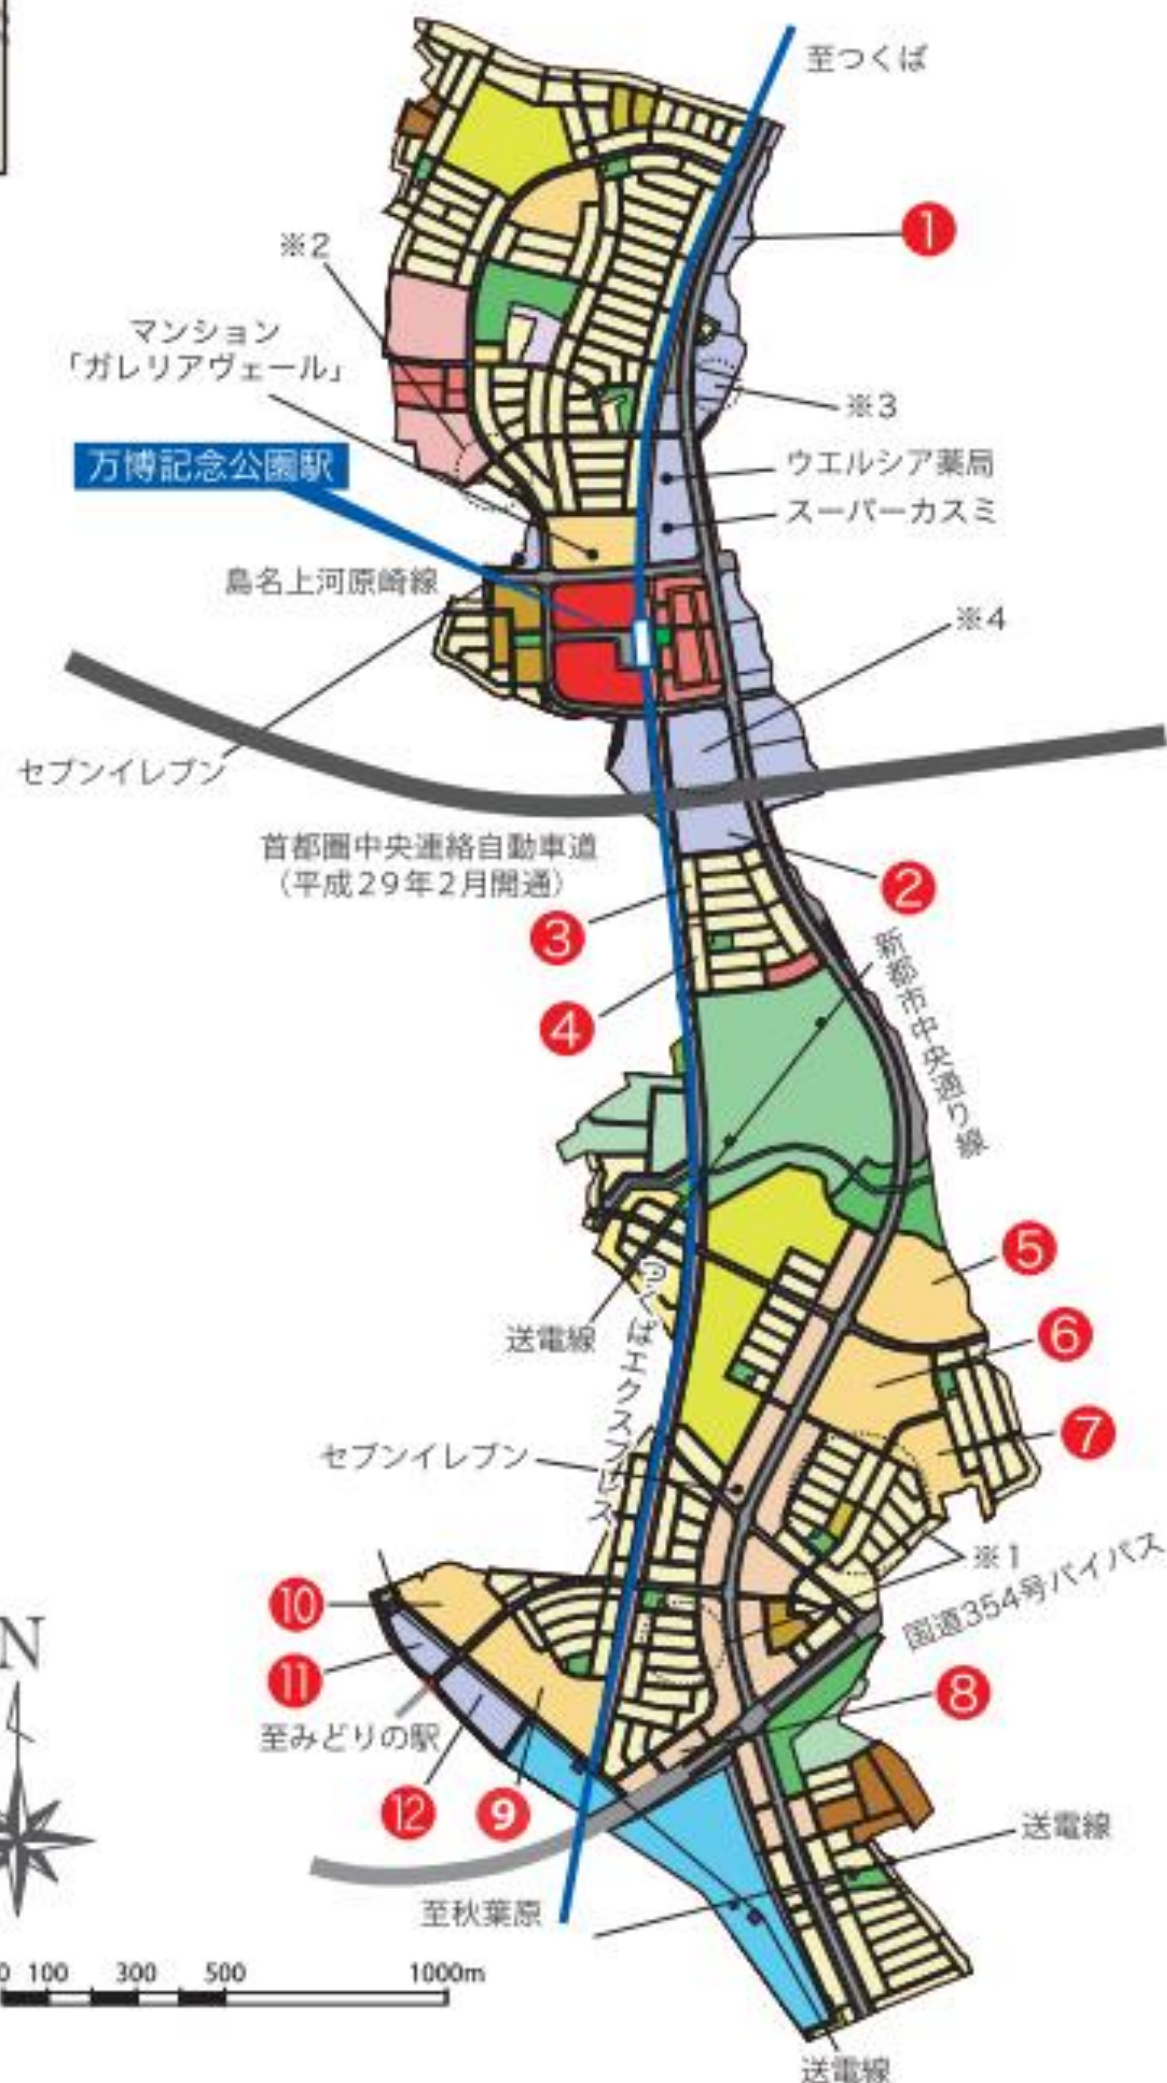 至つくば
①
※2
マンション
「ガレリアヴェール」
※3
万博記念公園駅
ウエルシア薬局
スーパーカスミ
島名上河原崎線
※4
セブンイレブン
首都圏中央連絡自動車道
（平成29年2月開通）
②
③
新都市中央通り線
④
⑤
送電線
つくばエクスプレス
⑥
⑦
セブンイレブン
※1
国道354号バイパス
⑩
N
⑪
⑧
至みどりの駅
⑫
⑨
送電線
至秋葉原
0 100 300 500 1000m
送電線